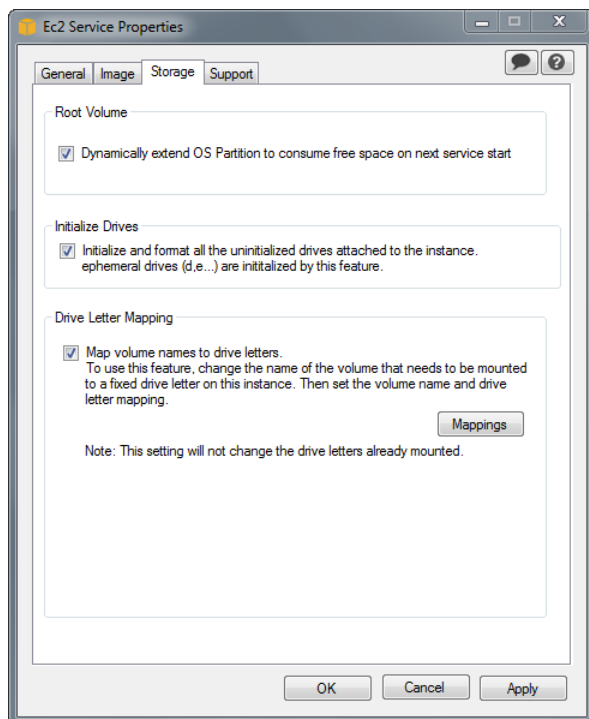 Ec2 Service Properties
General Image Storage Support
Root Volume
Dynamically extend OS Partition to consume free space on next service start
Initialize Drives
Initialize and format all the uninitialized drives attached to the instance.
ephemeral drives (d,e...) are inititalized by this feature.
Drive Letter Mapping
Map volume names to drive letters.
To use this feature, change the name of the volume that needs to be mounted
to a fixed drive letter on this instance. Then set the volume name and drive
letter mapping.
Mappings
Note: This setting will not change the drive letters already mounted.
OK Cancel Apply